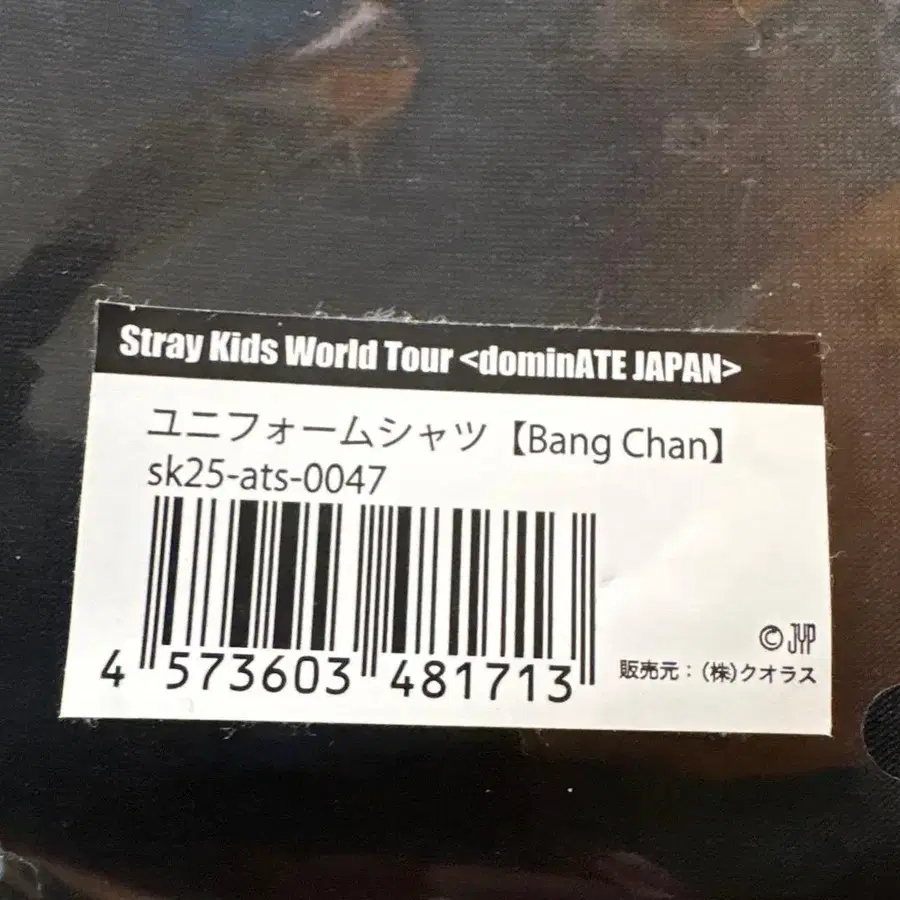 Stray Kids World Tour <dominATE JAPAN>
ユニフォームシャツ【Bang Chan】
sk25-ats-0047
4 573603 481713
© JYP
販売元：(株)クオラス